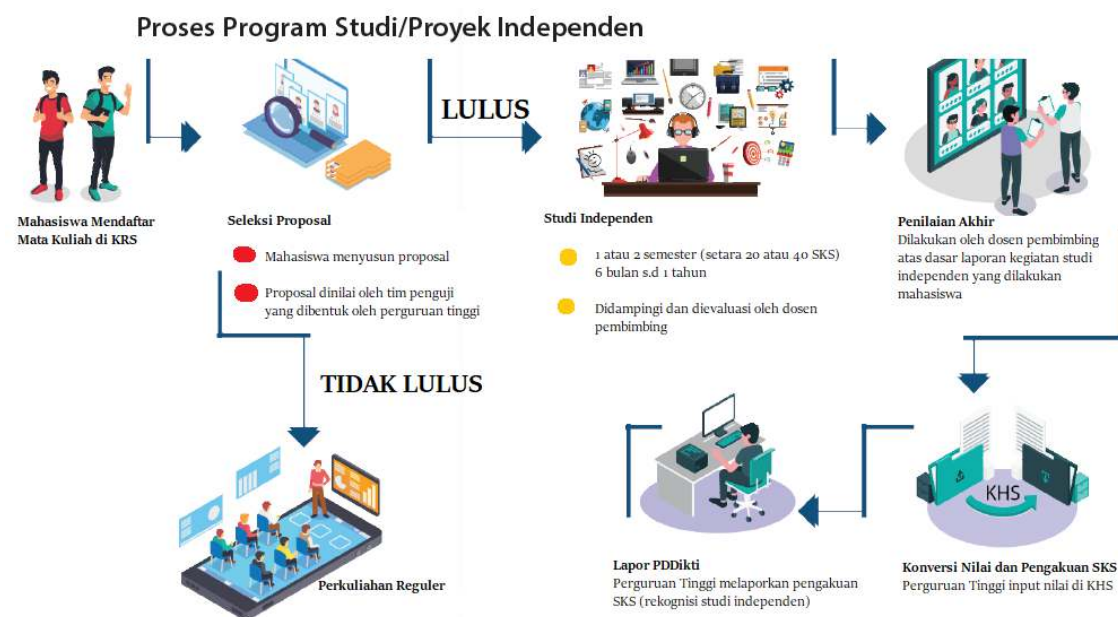 Proses Program Studi/Proyek Independen
LULUS
Mahasiswa Mendaftar
Mata Kuliah di KRS
Seleksi Proposal
Mahasiswa menyusun proposal
Proposal dinilai oleh tim penguji
yang dibentuk oleh perguruan tinggi
Studi Independen
1 atau 2 semester (setara 20 atau 40 SKS)
6 bulan s.d 1 tahun
Didampingi dan dievaluasi oleh dosen
pembimbing
Penilaian Akhir
Dilakukan oleh dosen pembimbing
atas dasar laporan kegiatan studi
independen yang dilakukan
mahasiswa
TIDAK LULUS
Perkuliahan Reguler
KHS
Konversi Nilai dan Pengakuan SKS
Perguruan Tinggi input nilai di KHS
Lapor PDDikti
Perguruan Tinggi melaporkan pengakuan
SKS (rekognisi studi independen)